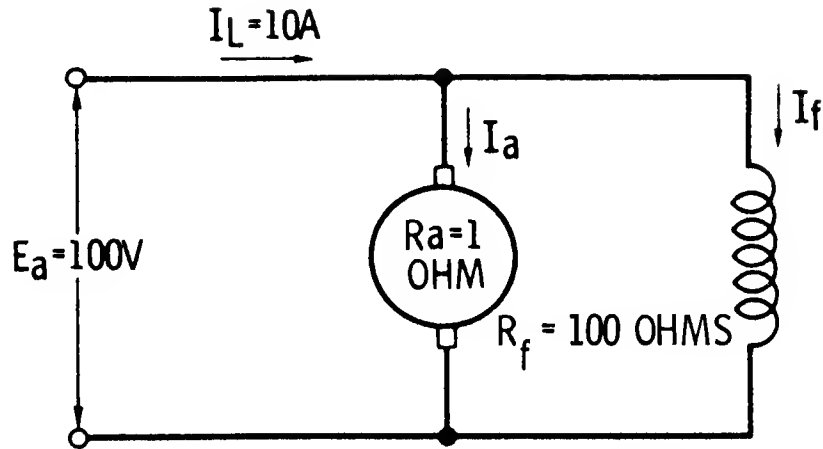 I_L=10A
I_f
I_a
Ra=1
OHM
E_a=100V
R_f = 100 OHMS